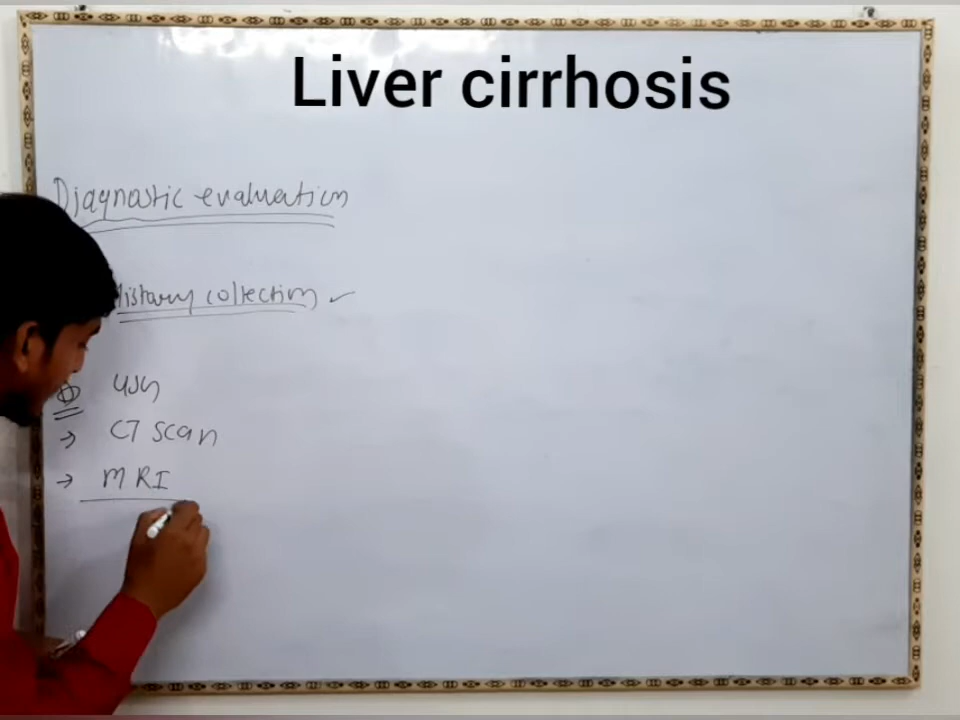 Liver cirrhosis
Diagnostic evaluation
History collection ✓
→ USG
→ CT scan
→ MRI